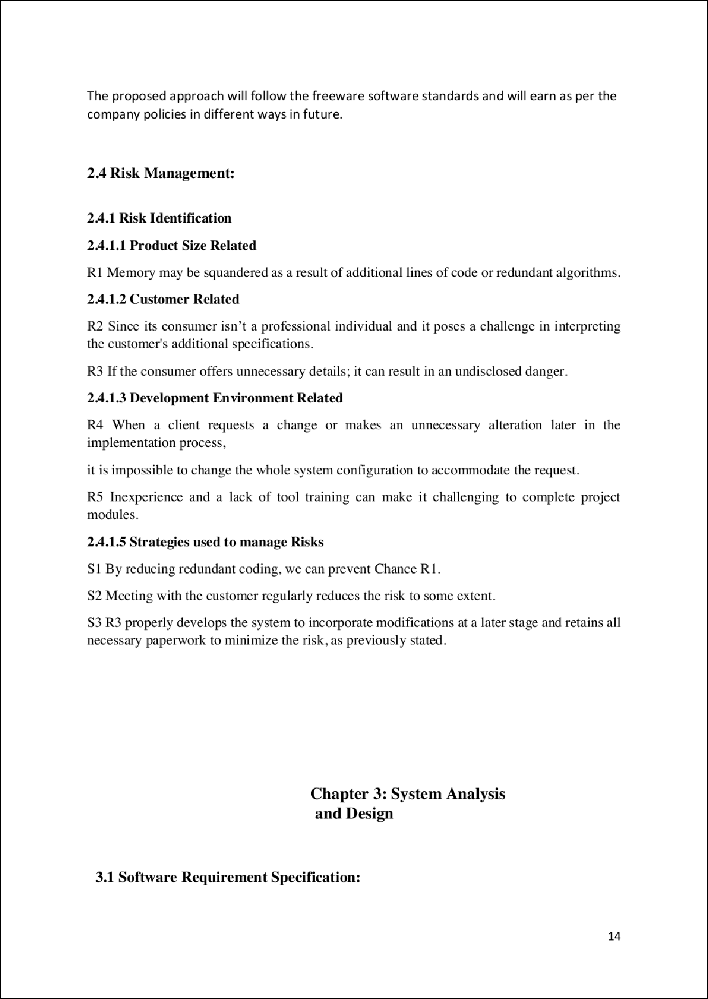 The proposed approach will follow the freeware software standards and will earn as per the
company policies in different ways in future.
2.4 Risk Management:
2.4.1 Risk Identification
2.4.1.1 Product Size Related
R1 Memory may be squandered as a result of additional lines of code or redundant algorithms.
2.4.1.2 Customer Related
R2 Since its consumer isn’t a professional individual and it poses a challenge in interpreting
the customer's additional specifications.
R3 If the consumer offers unnecessary details; it can result in an undisclosed danger.
2.4.1.3 Development Environment Related
R4 When a client requests a change or makes an unnecessary alteration later in the
implementation process,
it is impossible to change the whole system configuration to accommodate the request.
R5 Inexperience and a lack of tool training can make it challenging to complete project
modules.
2.4.1.5 Strategies used to manage Risks
S1 By reducing redundant coding, we can prevent Chance R1.
S2 Meeting with the customer regularly reduces the risk to some extent.
S3 R3 properly develops the system to incorporate modifications at a later stage and retains all
necessary paperwork to minimize the risk, as previously stated.
Chapter 3: System Analysis
and Design
3.1 Software Requirement Specification:
14